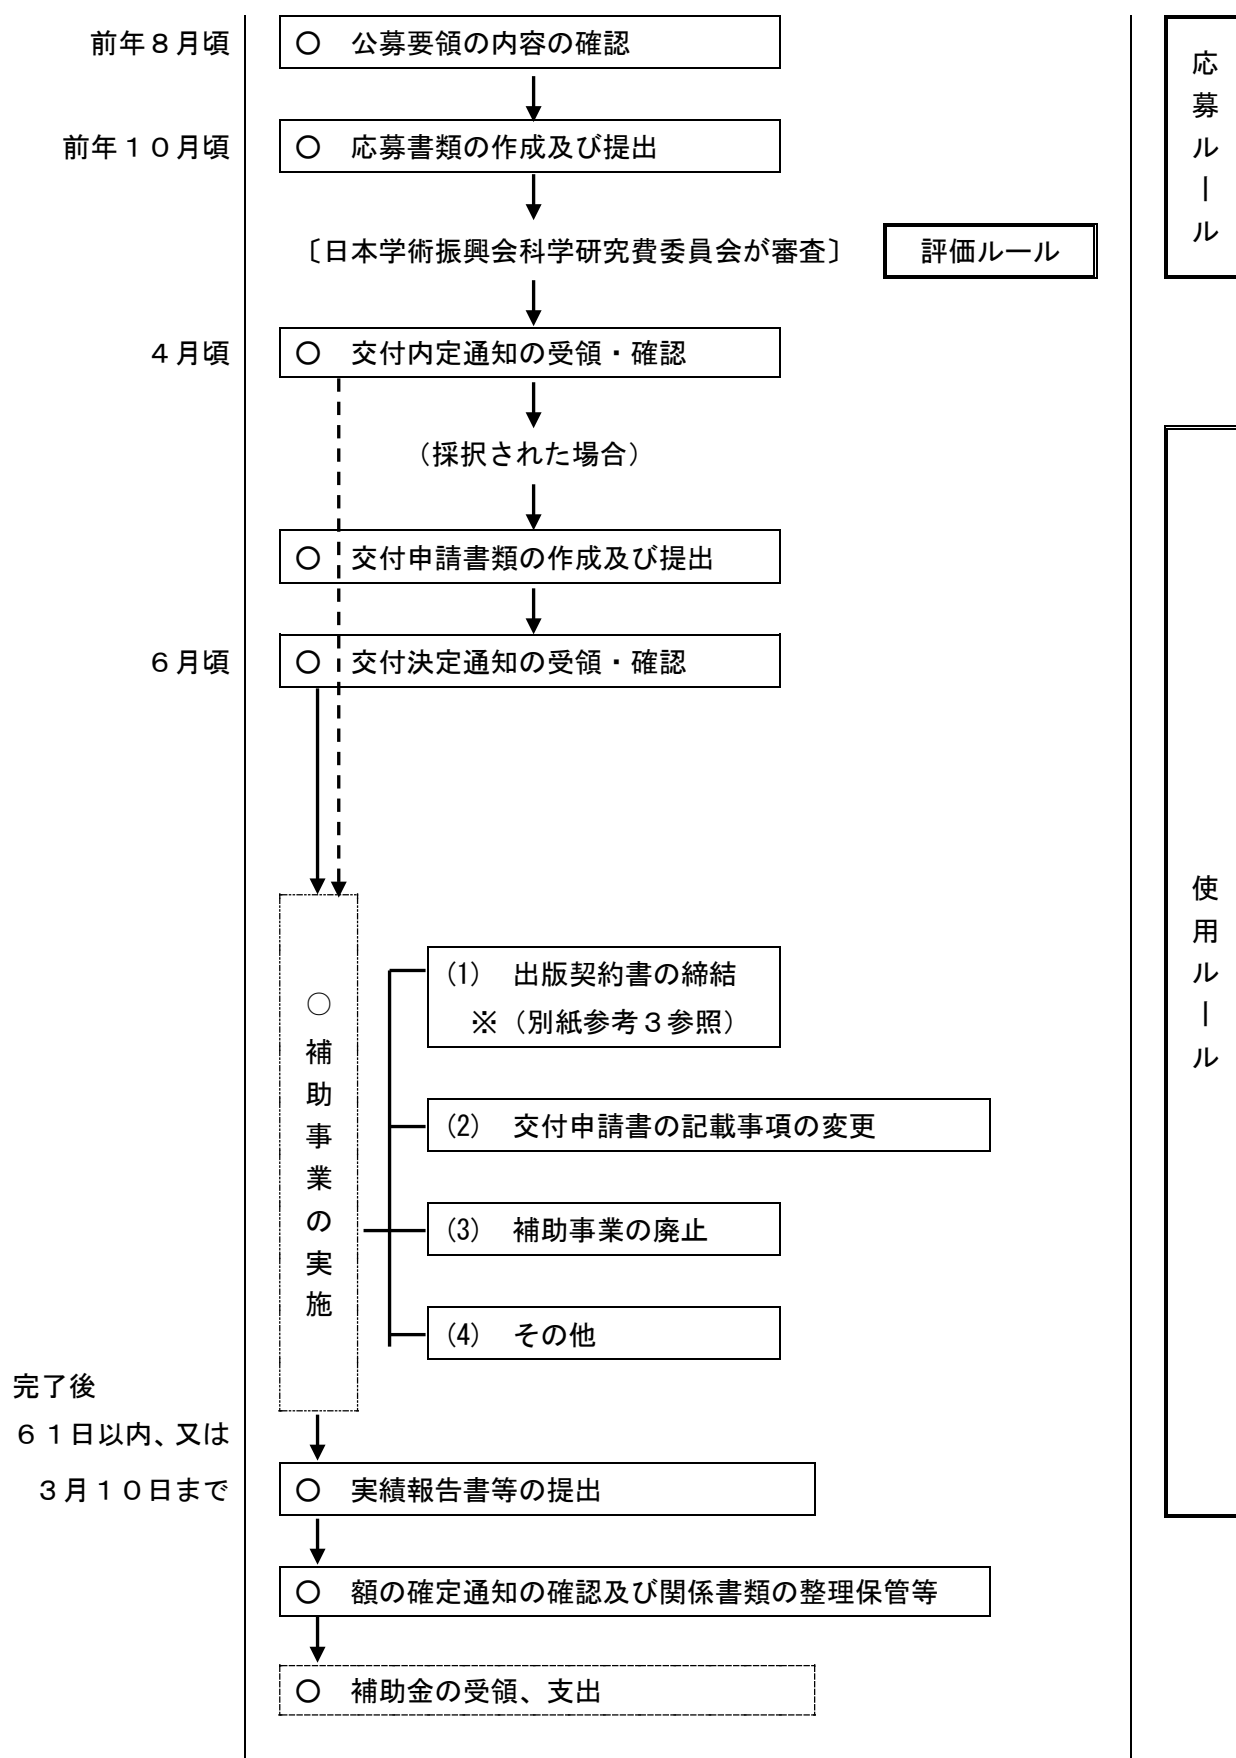 前年８月頃
○　公募要領の内容の確認
前年１０月頃
○　応募書類の作成及び提出
〔日本学術振興会科学研究費委員会が審査〕
評価ルール
応募ルール
４月頃
○　交付内定通知の受領・確認
（採択された場合）
○　交付申請書類の作成及び提出
６月頃
○　交付決定通知の受領・確認
○補助事業の実施
(1)　出版契約書の締結
※（別紙参考３参照）
(2)　交付申請書の記載事項の変更
(3)　補助事業の廃止
(4)　その他
使用ルール
完了後
６１日以内、又は
３月１０日まで
○　実績報告書等の提出
○　額の確定通知の確認及び関係書類の整理保管等
○　補助金の受領、支出